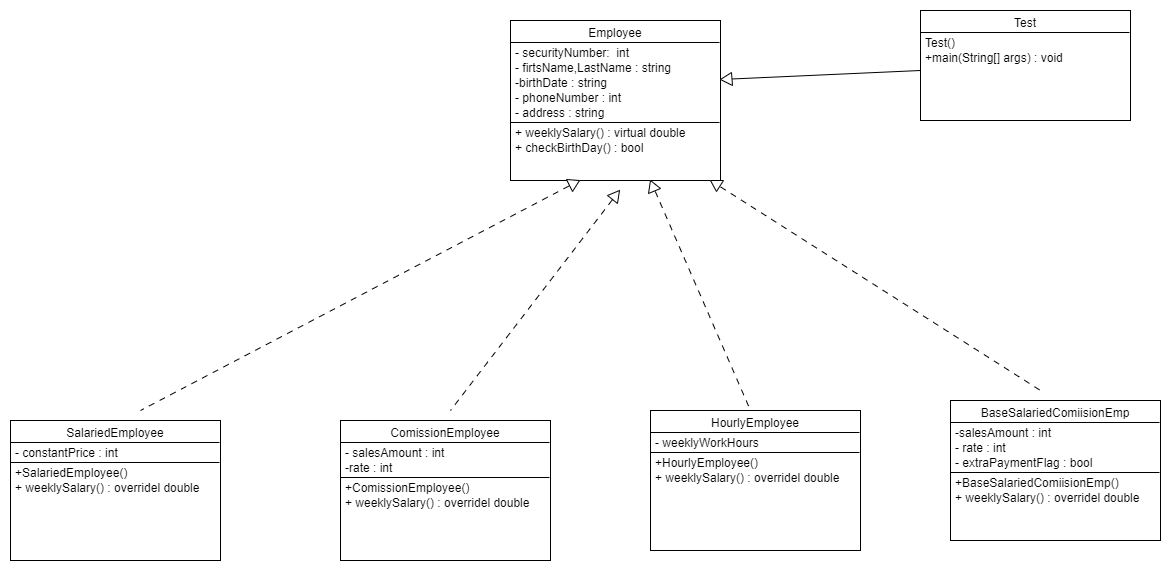 Employee
- securityNumber:  int
- firtsName,LastName : string
-birthDate : string
- phoneNumber : int
- address : string
+ weeklySalary() : virtual double
+ checkBirthDay() : bool
Test
Test()
+main(String[] args) : void
SalariedEmployee
- constantPrice : int
+SalariedEmployee()
+ weeklySalary() : overridel double
ComissionEmployee
- salesAmount : int
-rate : int
+ComissionEmployee()
+ weeklySalary() : overridel double
HourlyEmployee
- weeklyWorkHours
+HourlyEmployee()
+ weeklySalary() : overridel double
BaseSalariedComiisionEmp
-salesAmount : int
- rate : int
- extraPaymentFlag : bool
+BaseSalariedComiisionEmp()
+ weeklySalary() : overridel double